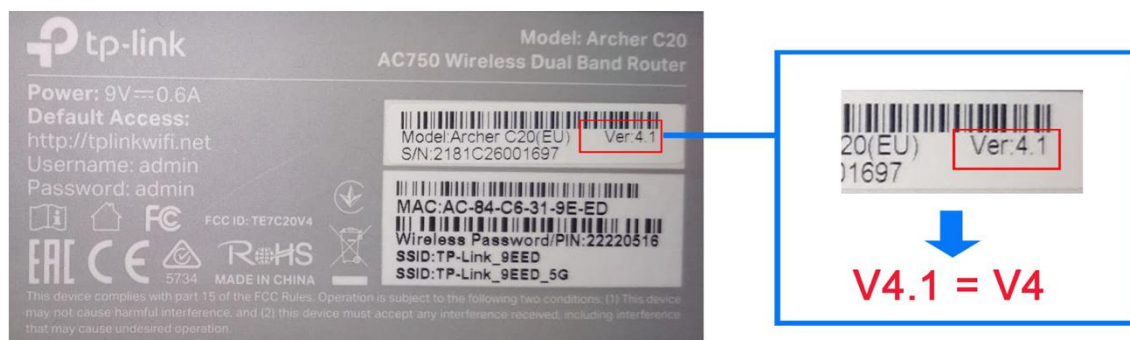 tp-link
Model: Archer C20
AC750 Wireless Dual Band Router
Power: 9V⎓0.6A
Default Access:
http://tplinkwifi.net
Username: admin
Password: admin
FC
FCC ID: TE7C20V4
EAC CE
5734
RoHS
MADE IN CHINA
Model:Archer C20(EU) Ver:4.1
S/N:2181C26001697
MAC:AC-84-C6-31-9E-ED
Wireless Password/PIN:22220516
SSID:TP-Link_9EED
SSID:TP-Link_9EED_5G
This device complies with part 15 of the FCC Rules. Operation is subject to the following two conditions: (1) This device
may not cause harmful interference, and (2) this device must accept any interference received, including interference
that may cause undesired operation.
20(EU) Ver:4.1
01697
V4.1 = V4